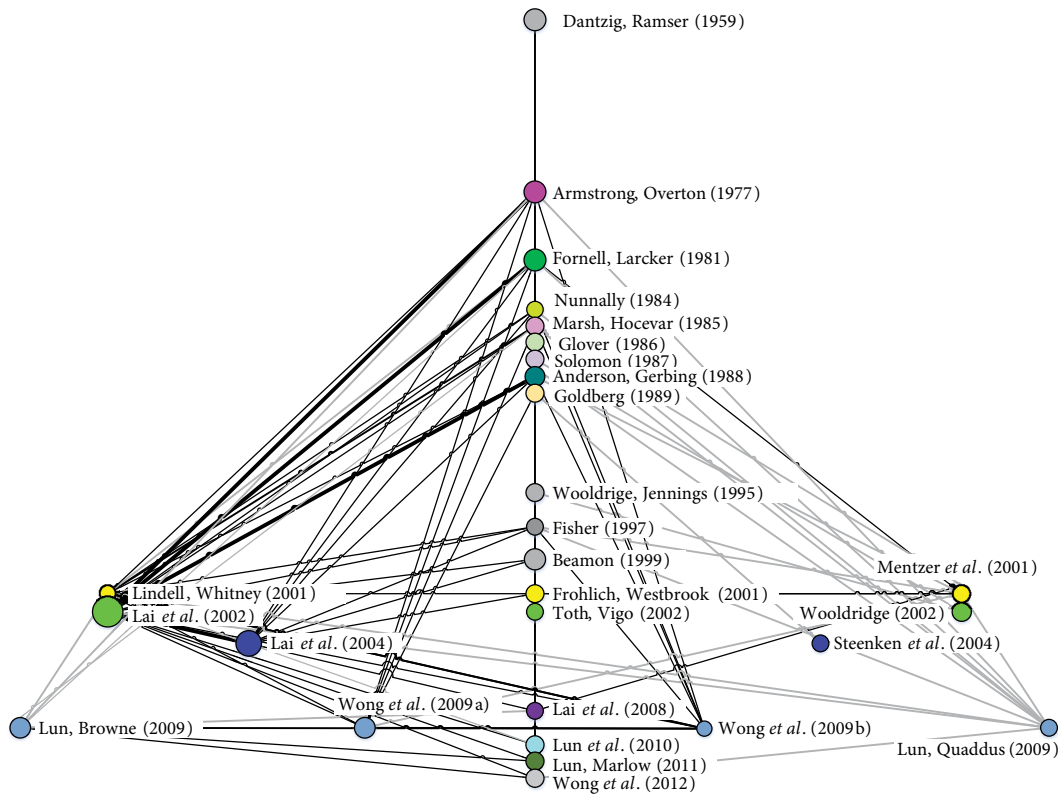 Dantzig, Ramser (1959)
Armstrong, Overton (1977)
Fornell, Larcker (1981)
Nunnally (1984)
Marsh, Hocevar (1985)
Glover (1986)
Solomon (1987)
Anderson, Gerbing (1988)
Goldberg (1989)
Wooldrige, Jennings (1995)
Fisher (1997)
Beamon (1999)
Mentzer et al. (2001)
Lindell, Whitney (2001)
Frohlich, Westbrook (2001)
Lai et al. (2002)
Toth, Vigo (2002)
Wooldridge (2002)
Lai et al. (2004)
Steenken et al. (2004)
Wong et al. (2009a)
Lai et al. (2008)
Lun, Browne (2009)
Wong et al. (2009b)
Lun et al. (2010)
Lun, Quaddus (2009)
Lun, Marlow (2011)
Wong et al. (2012)